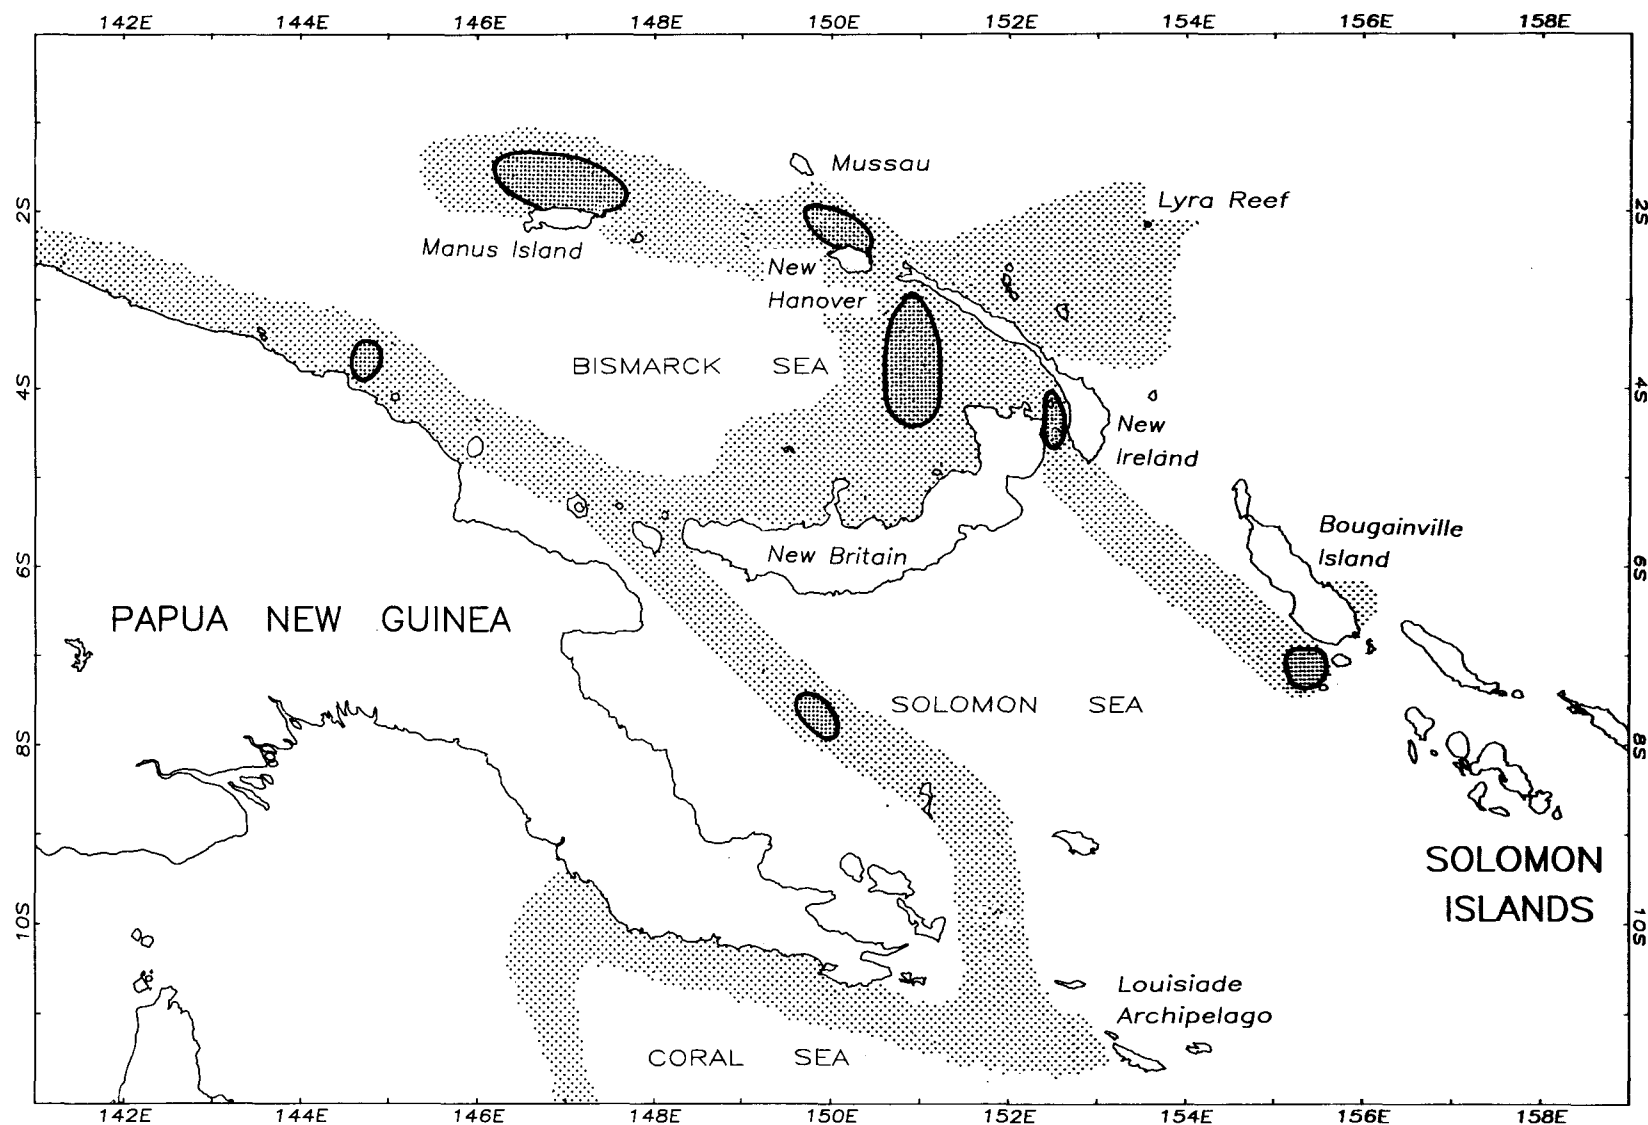 142E 144E 146E 148E 150E 152E 154E 156E 158E
Mussau
Lyra Reef
2S 2S
Manus Island
New
Hanover
BISMARCK SEA
4S 4S
New
Ireland
Bougainville
Island
New Britain
6S 6S
PAPUA NEW GUINEA
SOLOMON SEA
8S 8S
SOLOMON
ISLANDS
10S 10S
Louisiade
Archipelago
CORAL SEA
142E 144E 146E 148E 150E 152E 154E 156E 158E